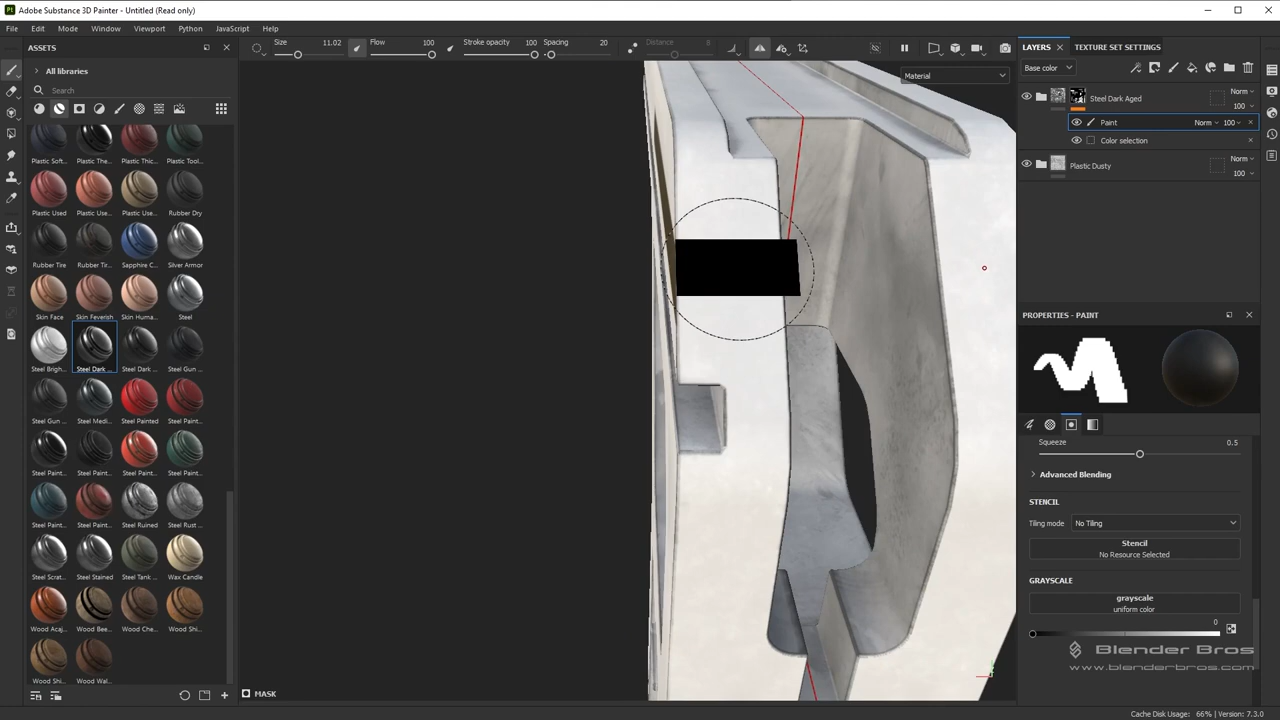 Adobe Substance 3D Painter - Untitled (Read only)
File Edit Mode Window Viewport Python JavaScript Help
ASSETS
Size 11.02 Flow 100 Stroke opacity 100 Spacing 20 Distance 8
LAYERS TEXTURE SET SETTINGS
All libraries
Search
Material
Base color
Steel Dark Aged Norm 100
Paint Norm 100
Color selection
Plastic Dusty Norm 100
Plastic Soft... Plastic The... Plastic Thic... Plastic Tool...
Plastic Used Plastic Use... Plastic Use... Rubber Dry
Rubber Tire Rubber Tir... Sapphire C... Silver Armor
Skin Face Skin Feverish Skin Huma... Steel
Steel Brigh... Steel Dark ... Steel Dark ... Steel Gun ...
Steel Gun ... Steel Medi... Steel Painted Steel Paint...
Steel Paint... Steel Paint... Steel Paint... Steel Paint...
Steel Paint... Steel Paint... Steel Ruined Steel Rust ...
Steel Scrat... Steel Stained Steel Tank ... Wax Candle
Wood Acaj... Wood Bee... Wood Che... Wood Shi...
Wood Shi... Wood Wal...
PROPERTIES - PAINT
Squeeze 0.5
Advanced Blending
STENCIL
Tiling mode No Tiling
Stencil
No Resource Selected
GRAYSCALE
grayscale
uniform color
0
Blender Bros
www.blenderbros.com
MASK
Cache Disk Usage: 66% | Version: 7.3.0